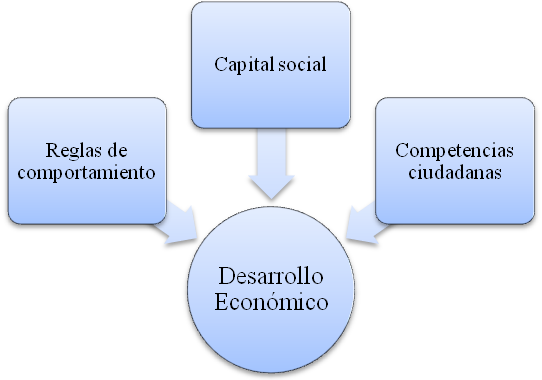 Capital social
Reglas de
comportamiento
Competencias
ciudadanas
Desarrollo
Económico